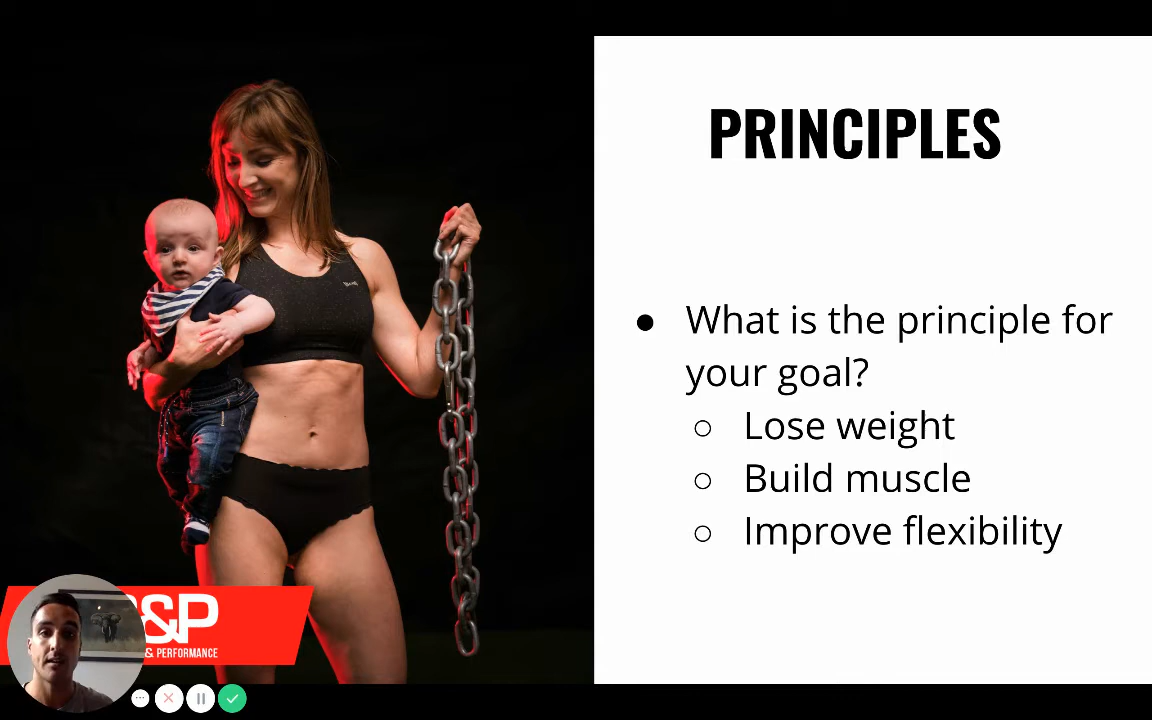 PRINCIPLES
● What is the principle for
your goal?
○ Lose weight
○ Build muscle
○ Improve flexibility
&P
& PERFORMANCE